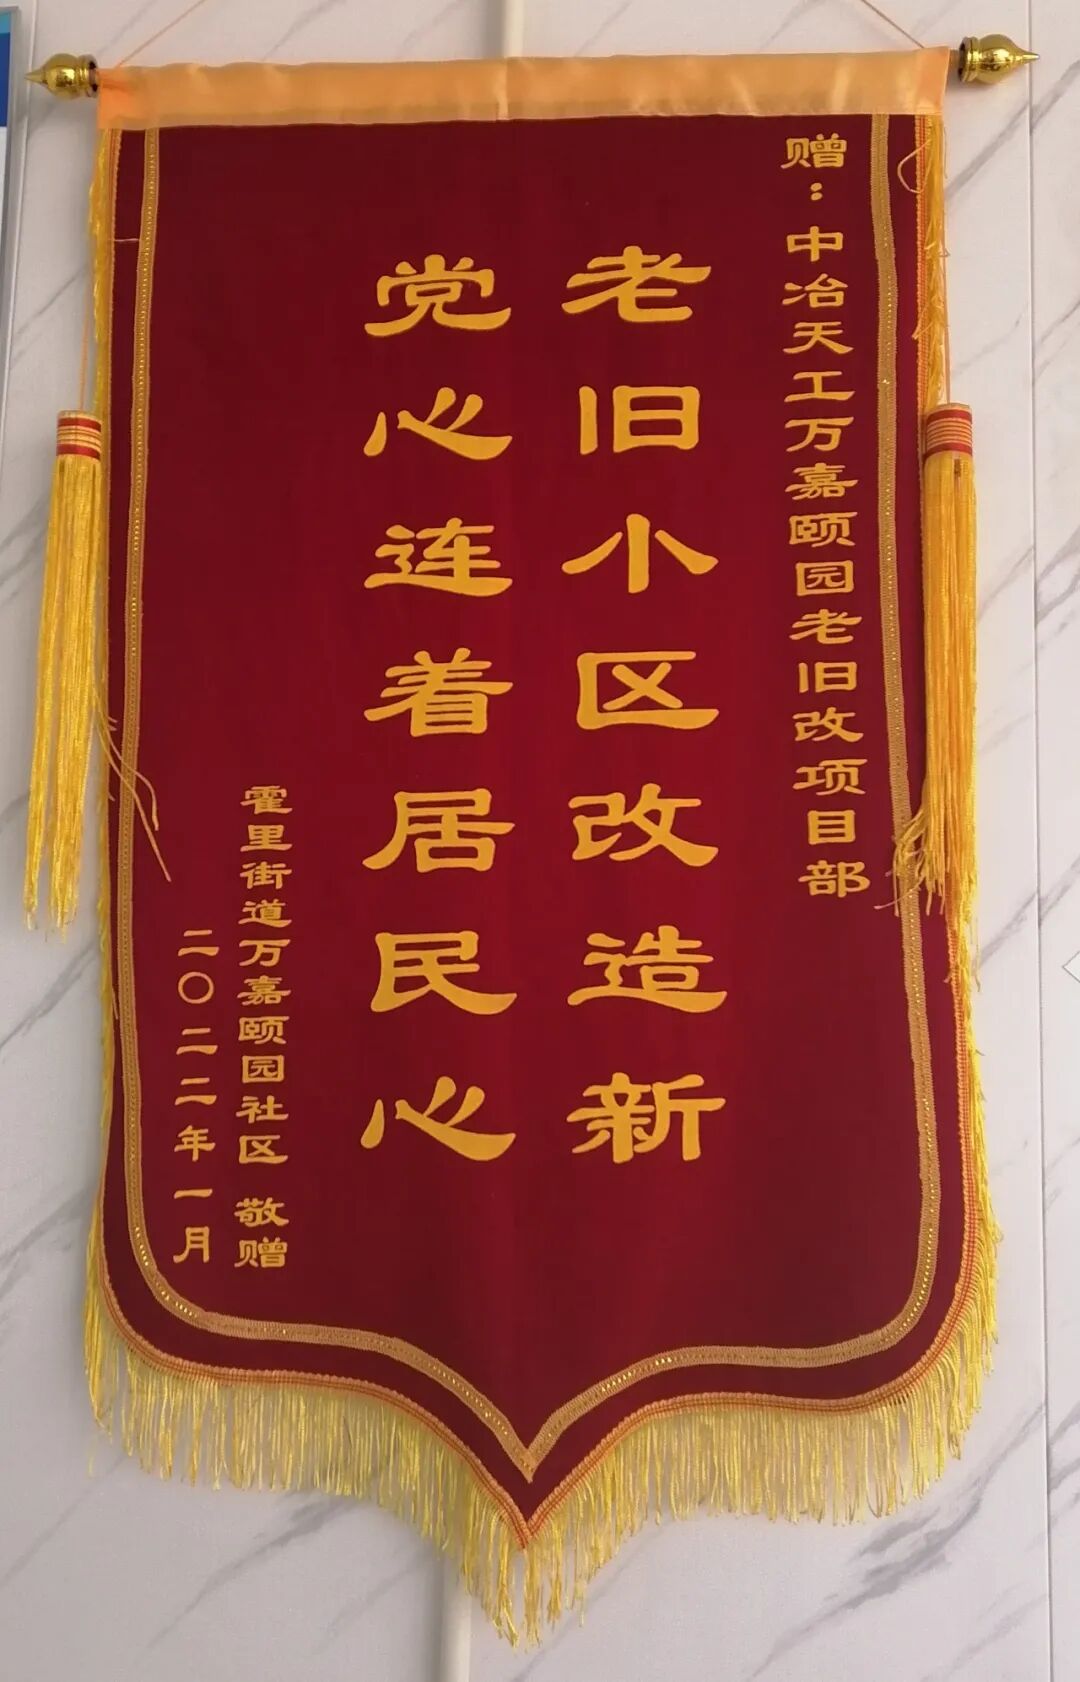 赠：中冶天工万嘉颐园老旧改项目部
老旧小区改造新
党心连着居民心
霍里街道万嘉颐园社区 敬赠
二〇二二年一月